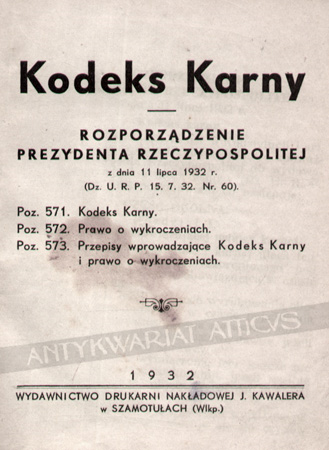 Kodeks Karny
ROZPORZĄDZENIE
PREZYDENTA RZECZYPOSPOLITEJ
z dnia 11 lipca 1932 r.
(Dz. U. R. P. 15. 7. 32. Nr. 60).
Poz. 571. Kodeks Karny.
Poz. 572. Prawo o wykroczeniach.
Poz. 573. Przepisy wprowadzające Kodeks Karny
i prawo o wykroczeniach.
ANTYKWARIAT ATTICVS
1932
WYDAWNICTWO DRUKARNI NAKŁADOWEJ J. KAWALERA
w SZAMOTUŁACH (Wlkp.)